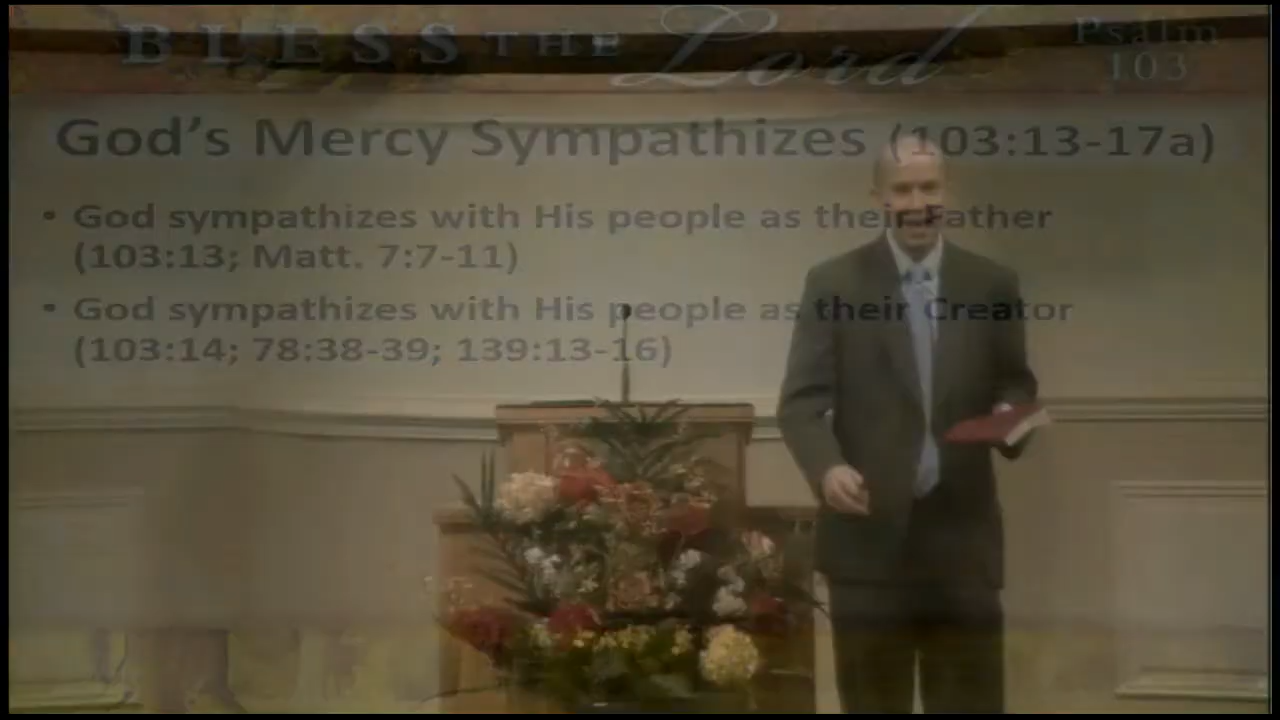 BLESS THE Lord
Psalm
103
God's Mercy Sympathizes (103:13-17a)
• God sympathizes with His people as their Father
(103:13; Matt. 7:7-11)
• God sympathizes with His people as their Creator
(103:14; 78:38-39; 139:13-16)